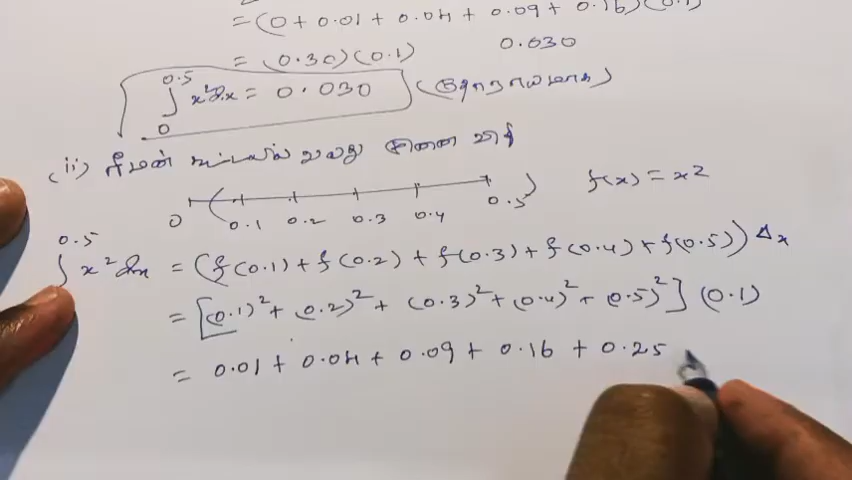 = (0 + 0.01 + 0.04 + 0.09 + 0.16)(0.1)
= (0.30)(0.1) 0.030
0.5 ∫ 0 x²dx = 0.030 (தோராயமாக)
(ii) ரீமன் கூட்டலில் வலது முனை விதி
0 0.1 0.2 0.3 0.4 0.5 f(x) = x²
0.5 ∫ x²dx = (f(0.1) + f(0.2) + f(0.3) + f(0.4) + f(0.5)) Δx
= [(0.1)² + (0.2)² + (0.3)² + (0.4)² + 0.5)²] (0.1)
= 0.01 + 0.04 + 0.09 + 0.16 + 0.25